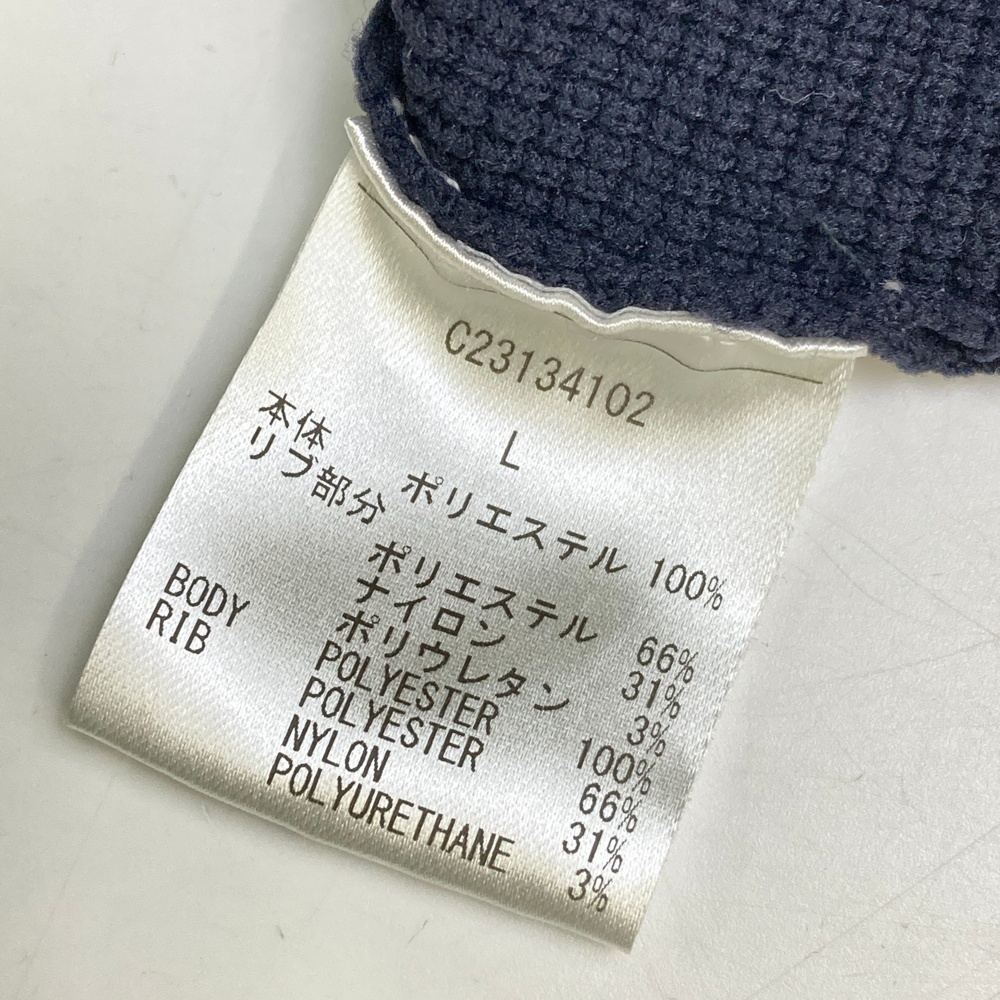 C23134102
L
本体 ポリエステル 100%
リブ部分
ポリエステル 66%
ナイロン 31%
ポリウレタン 3%
BODY POLYESTER 100%
RIB POLYESTER 66%
NYLON 31%
POLYURETHANE 3%